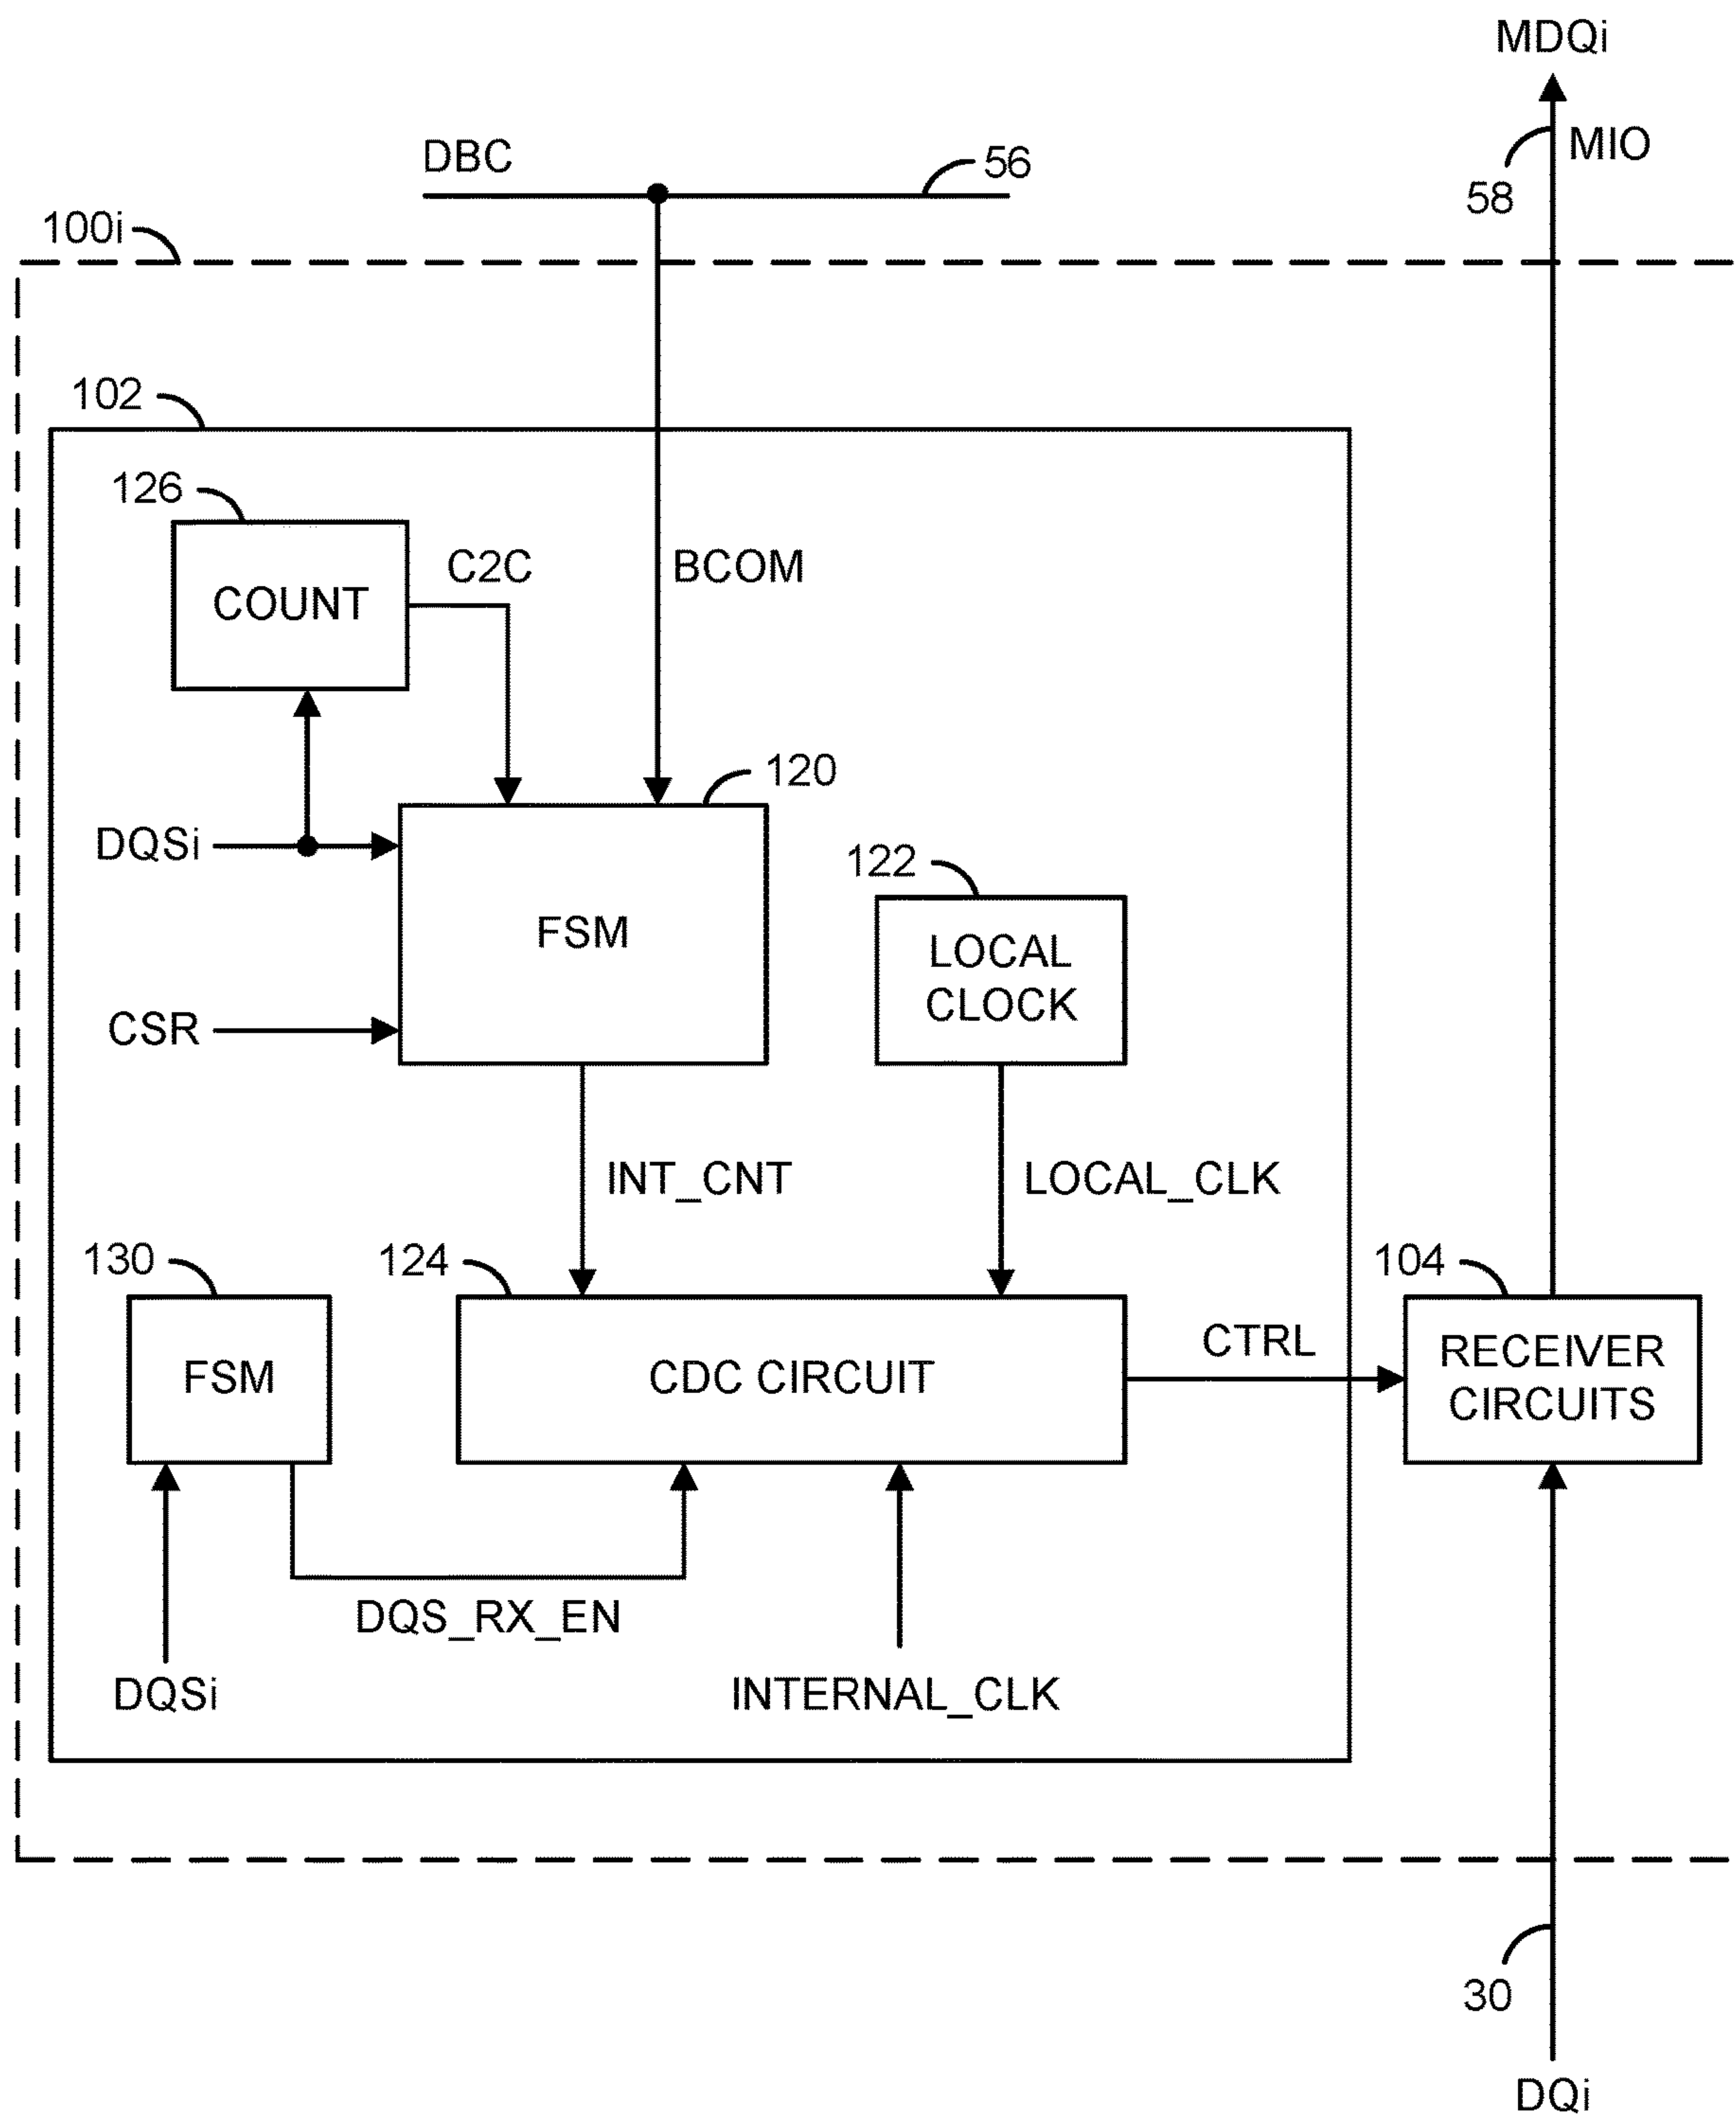 MDQi
MIO
58
DBC
56
100i
102
126
COUNT
C2C
BCOM
120
DQSi
FSM
CSR
122
LOCAL
CLOCK
INT_CNT
LOCAL_CLK
130
FSM
124
CDC CIRCUIT
CTRL
104
RECEIVER
CIRCUITS
DQS_RX_EN
DQSi
INTERNAL_CLK
30
DQi